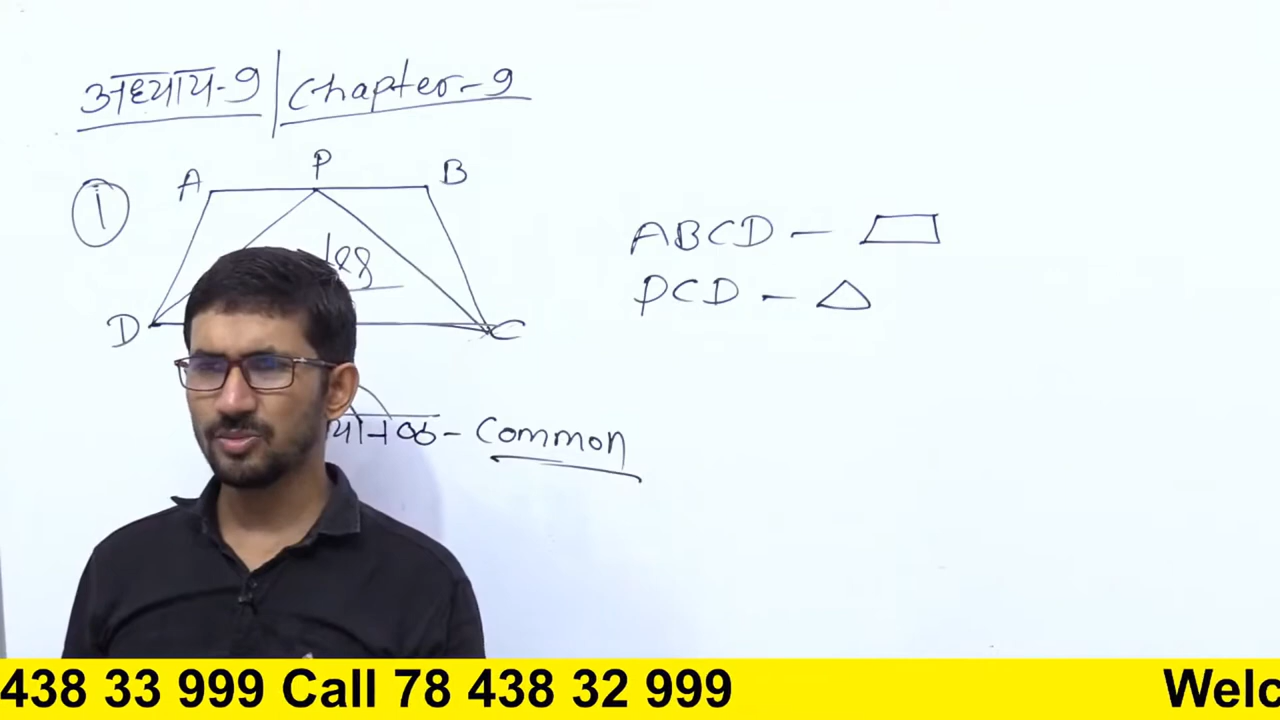 अध्याय-9 | Chapter-9
① A P B
D C
ABCD -
PCD -
- Common
438 33 999 Call 78 438 32 999 Welc